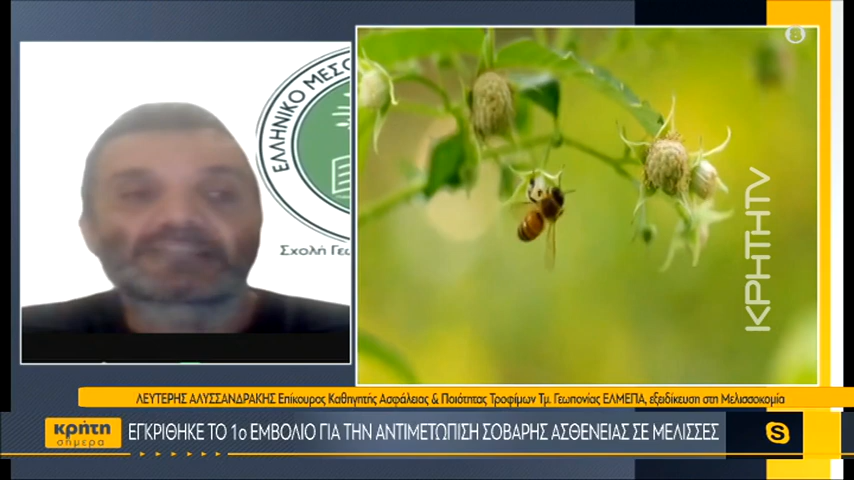 ΕΛΛΗΝΙΚΟ ΜΕΣΟ
Σχολή Γεω
ΚΡΗΤΗTV
ΛΕΥΤΕΡΗΣ ΑΛΥΣΣΑΝΔΡΑΚΗΣ Επίκουρος Καθηγητής Ασφάλειας & Ποιότητας Τροφίμων Τμ. Γεωπονίας ΕΛΜΕΠΑ, εξειδίκευση στη Μελισσοκομία
κρήτη
σήμερα
ΕΓΚΡΙΘΗΚΕ ΤΟ 1ο ΕΜΒΟΛΙΟ ΓΙΑ ΤΗΝ ΑΝΤΙΜΕΤΩΠΙΣΗ ΣΟΒΑΡΗΣ ΑΣΘΕΝΕΙΑΣ ΣΕ ΜΕΛΙΣΣΕΣ